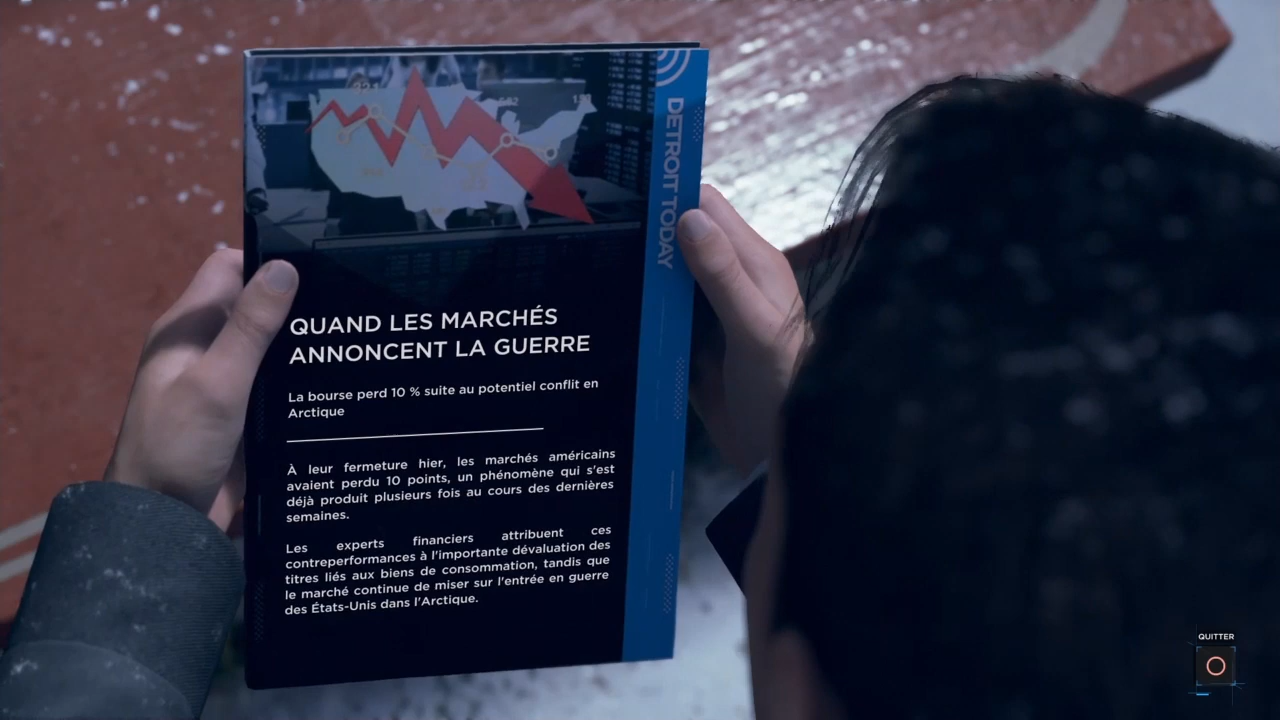 DETROIT TODAY
QUAND LES MARCHÉS
ANNONCENT LA GUERRE
La bourse perd 10 % suite au potentiel conflit en
Arctique
À leur fermeture hier, les marchés américains
avaient perdu 10 points, un phénomène qui s'est
déjà produit plusieurs fois au cours des dernières
semaines.
Les experts financiers attribuent ces
contreperformances à l'importante dévaluation des
titres liés aux biens de consommation, tandis que
le marché continue de miser sur l'entrée en guerre
des États-Unis dans l'Arctique.
QUITTER